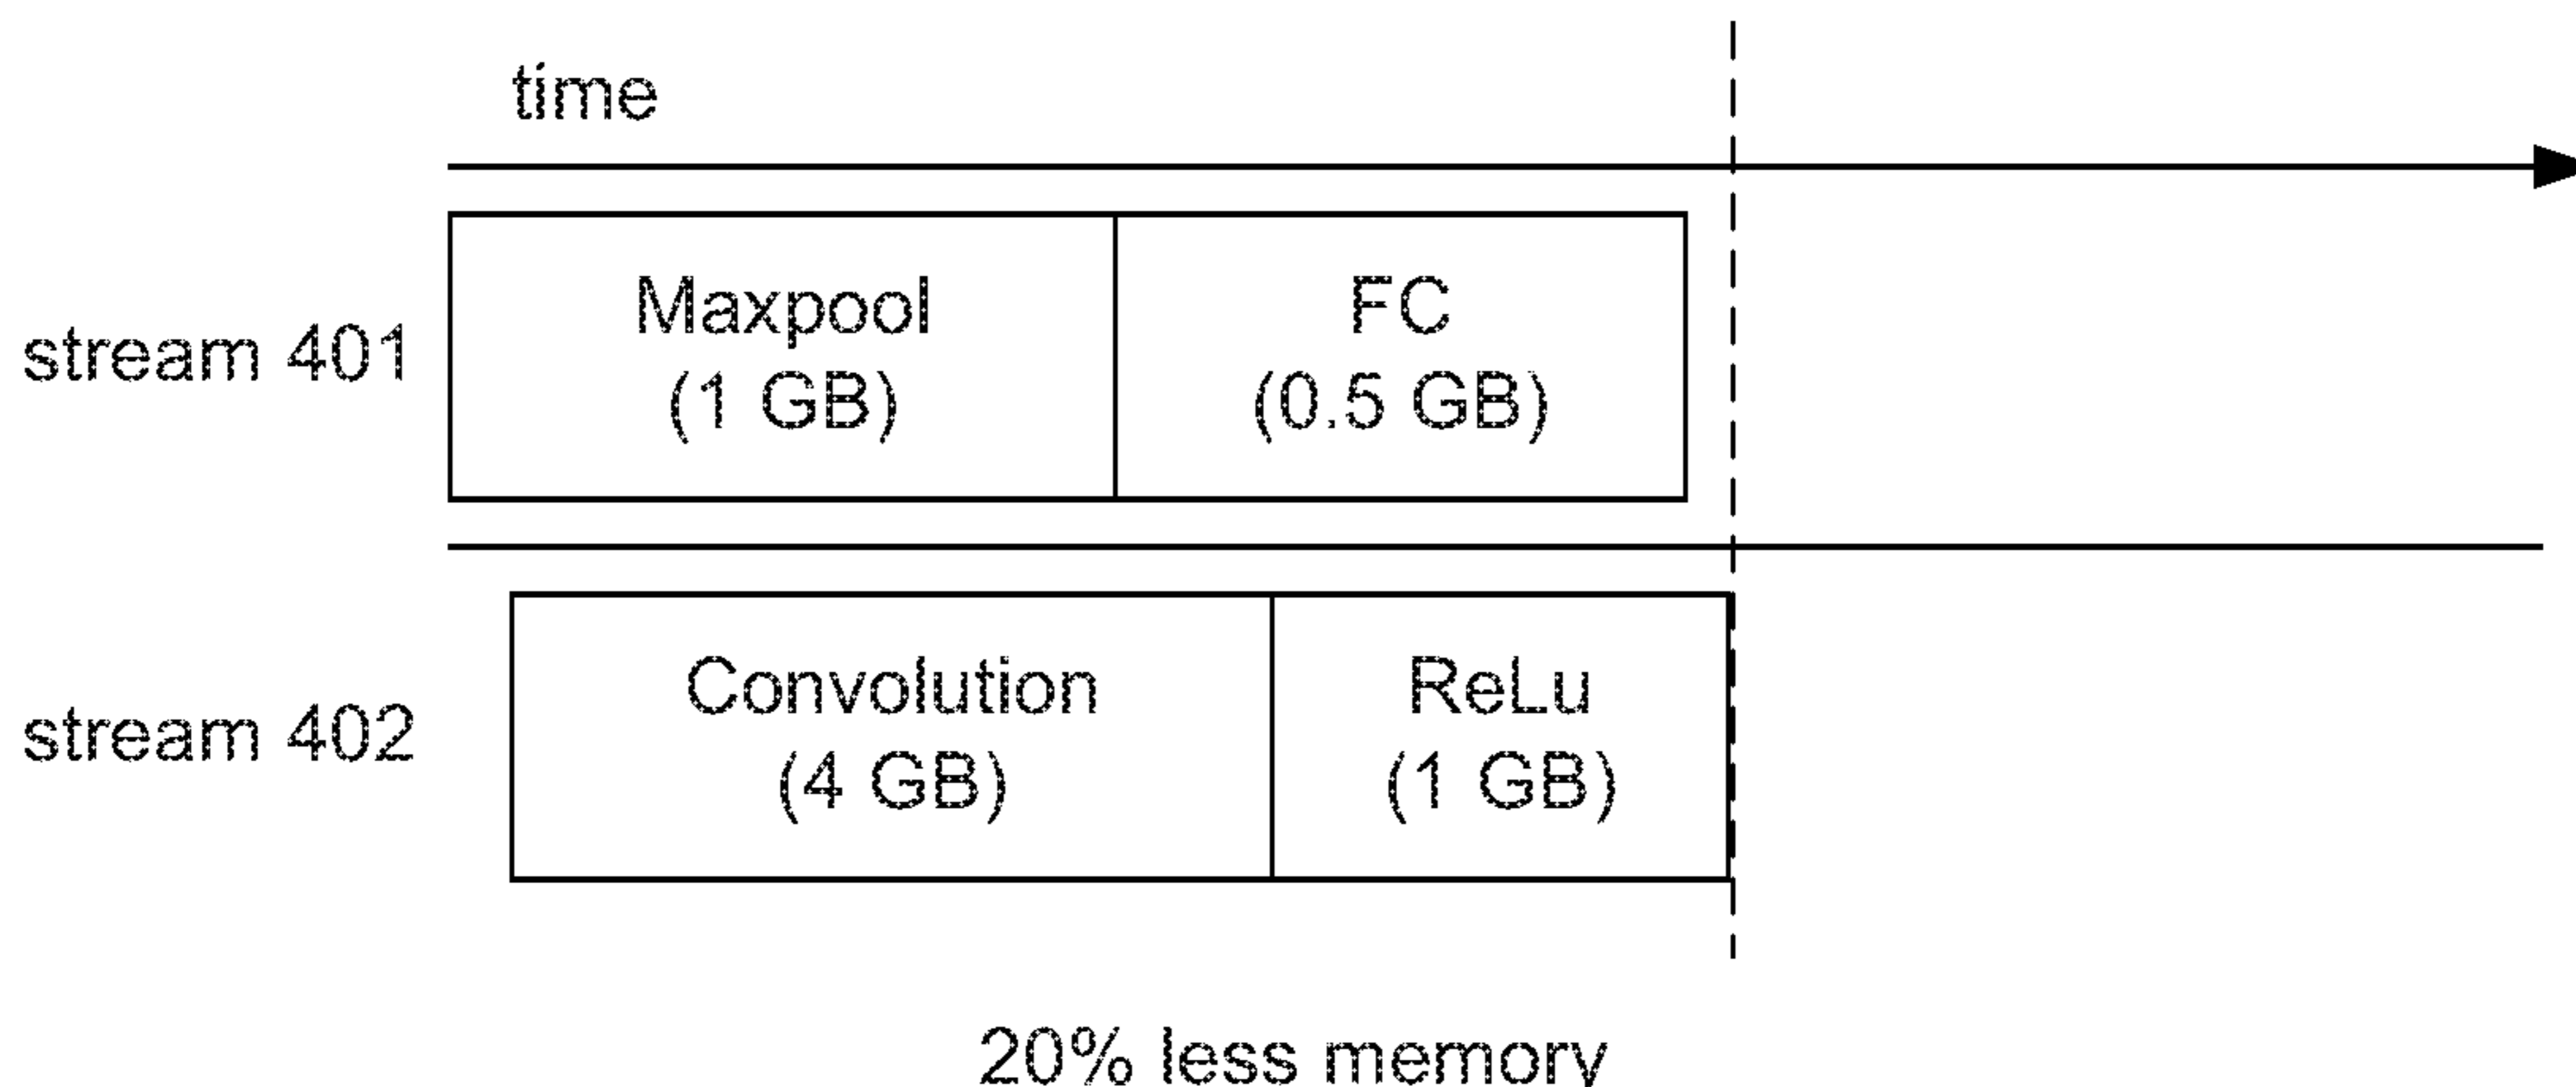 time
stream 401
Maxpool
(1 GB)
FC
(0.5 GB)
stream 402
Convolution
(4 GB)
ReLu
(1 GB)
20% less memory